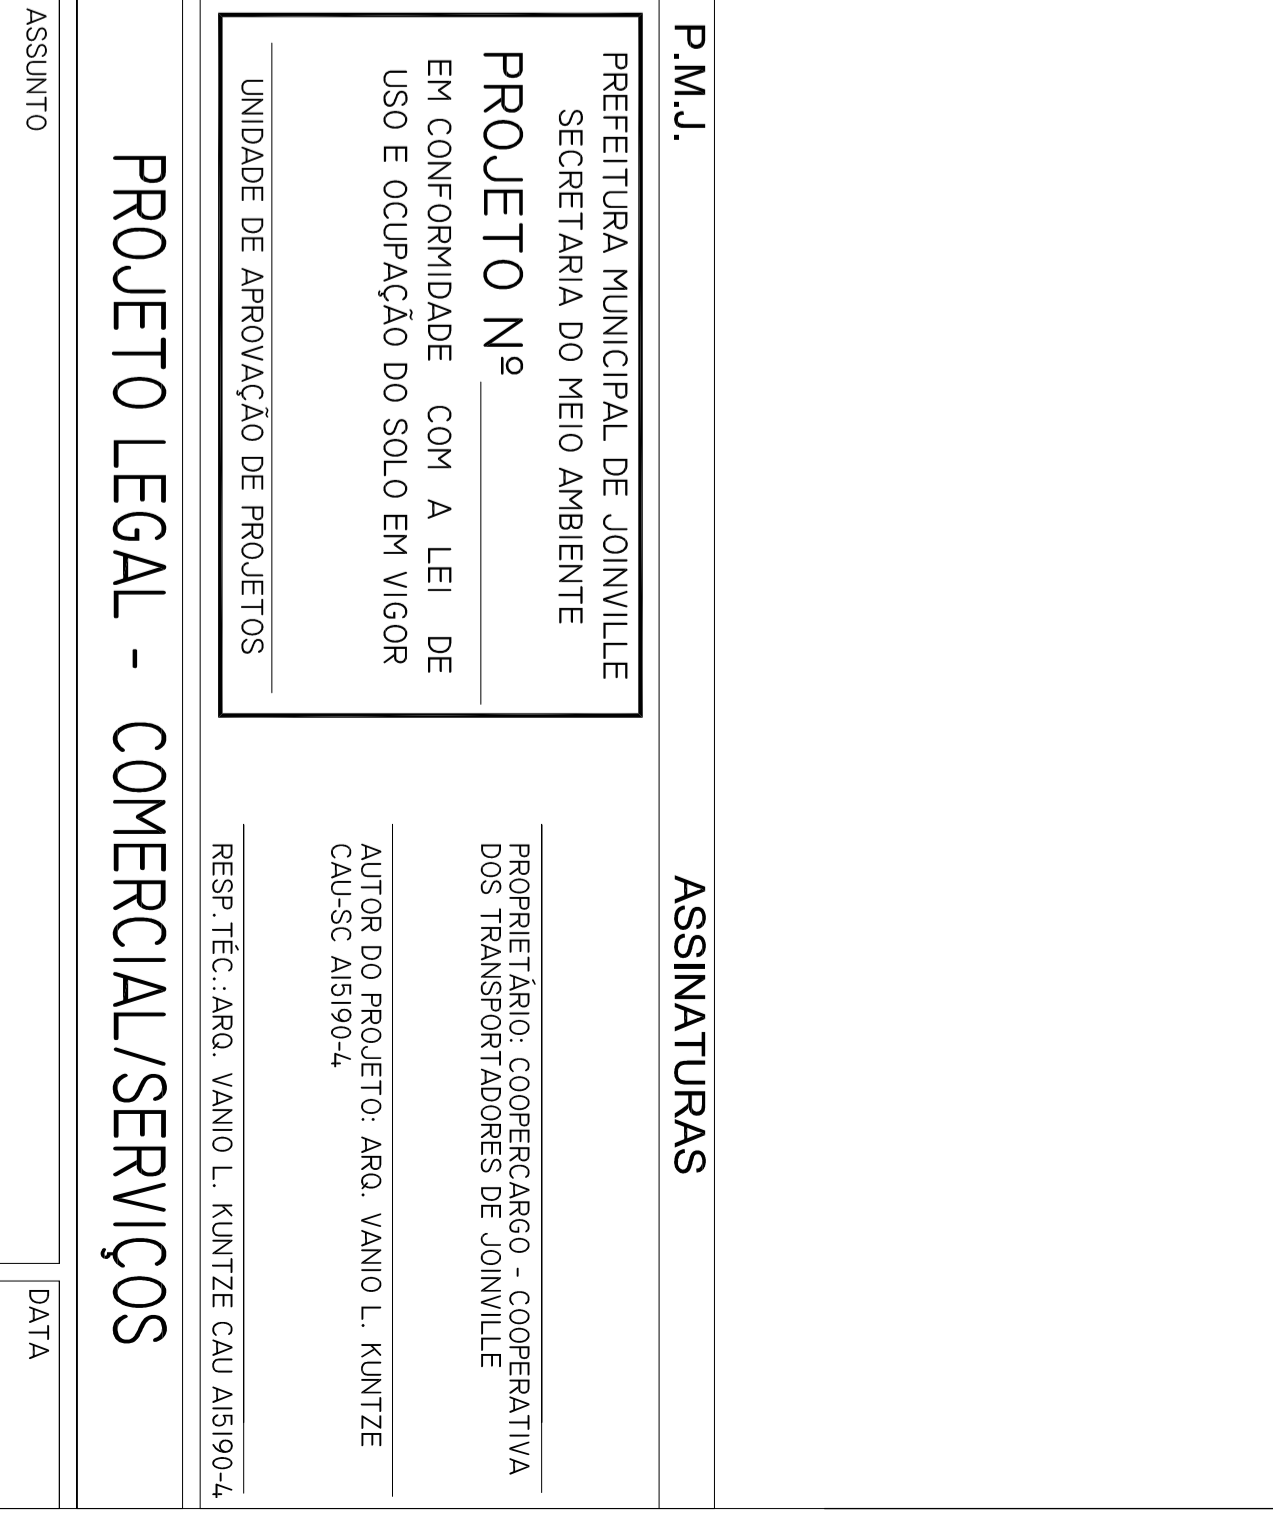 P.M.J.
ASSINATURAS
PREFEITURA MUNICIPAL DE JOINVILLE
SECRETARIA DO MEIO AMBIENTE
PROJETO Nº
EM CONFORMIDADE COM A LEI DE
USO E OCUPAÇÃO DO SOLO EM VIGOR
UNIDADE DE APROVAÇÃO DE PROJETOS
PROPRIETÁRIO: COOPERCARGO - COOPERATIVA
DOS TRANSPORTADORES DE JOINVILLE
AUTOR DO PROJETO: ARQ. VANIO L. KUNTZE
CAU-SC A15190-4
RESP.TÉC.:ARQ. VANIO L. KUNTZE CAU A15190-4
PROJETO LEGAL - COMERCIAL/SERVIÇOS
ASSUNTO
DATA